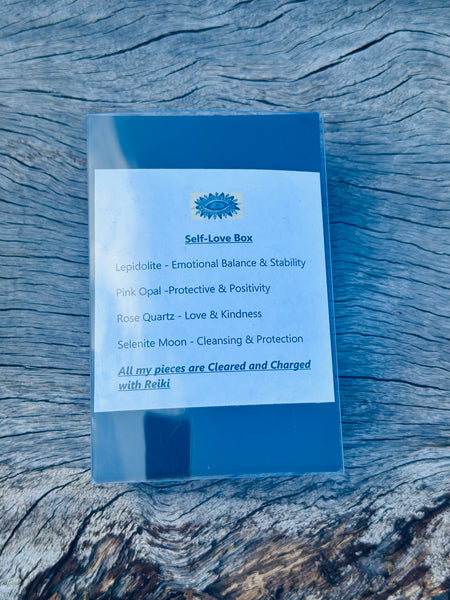 Self-Love Box
Lepidolite - Emotional Balance & Stability
Pink Opal -Protective & Positivity
Rose Quartz - Love & Kindness
Selenite Moon - Cleansing & Protection
All my pieces are Cleared and Charged
with Reiki